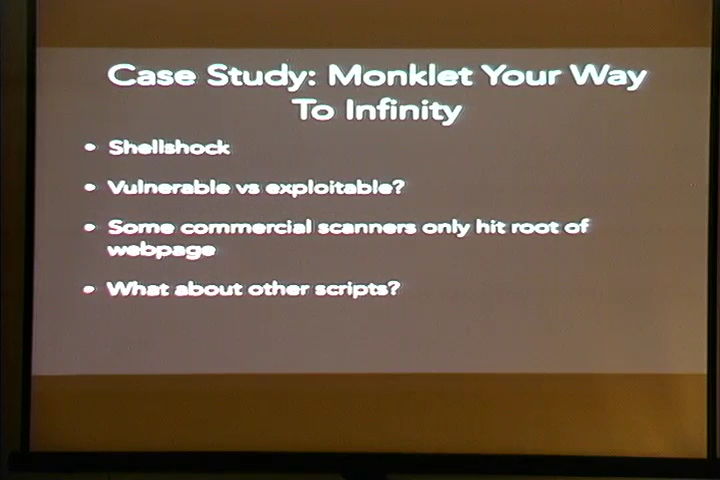 Case Study: Monklet Your Way
To Infinity
• Shellshock
• Vulnerable vs exploitable?
• Some commercial scanners only hit root of
webpage
• What about other scripts?